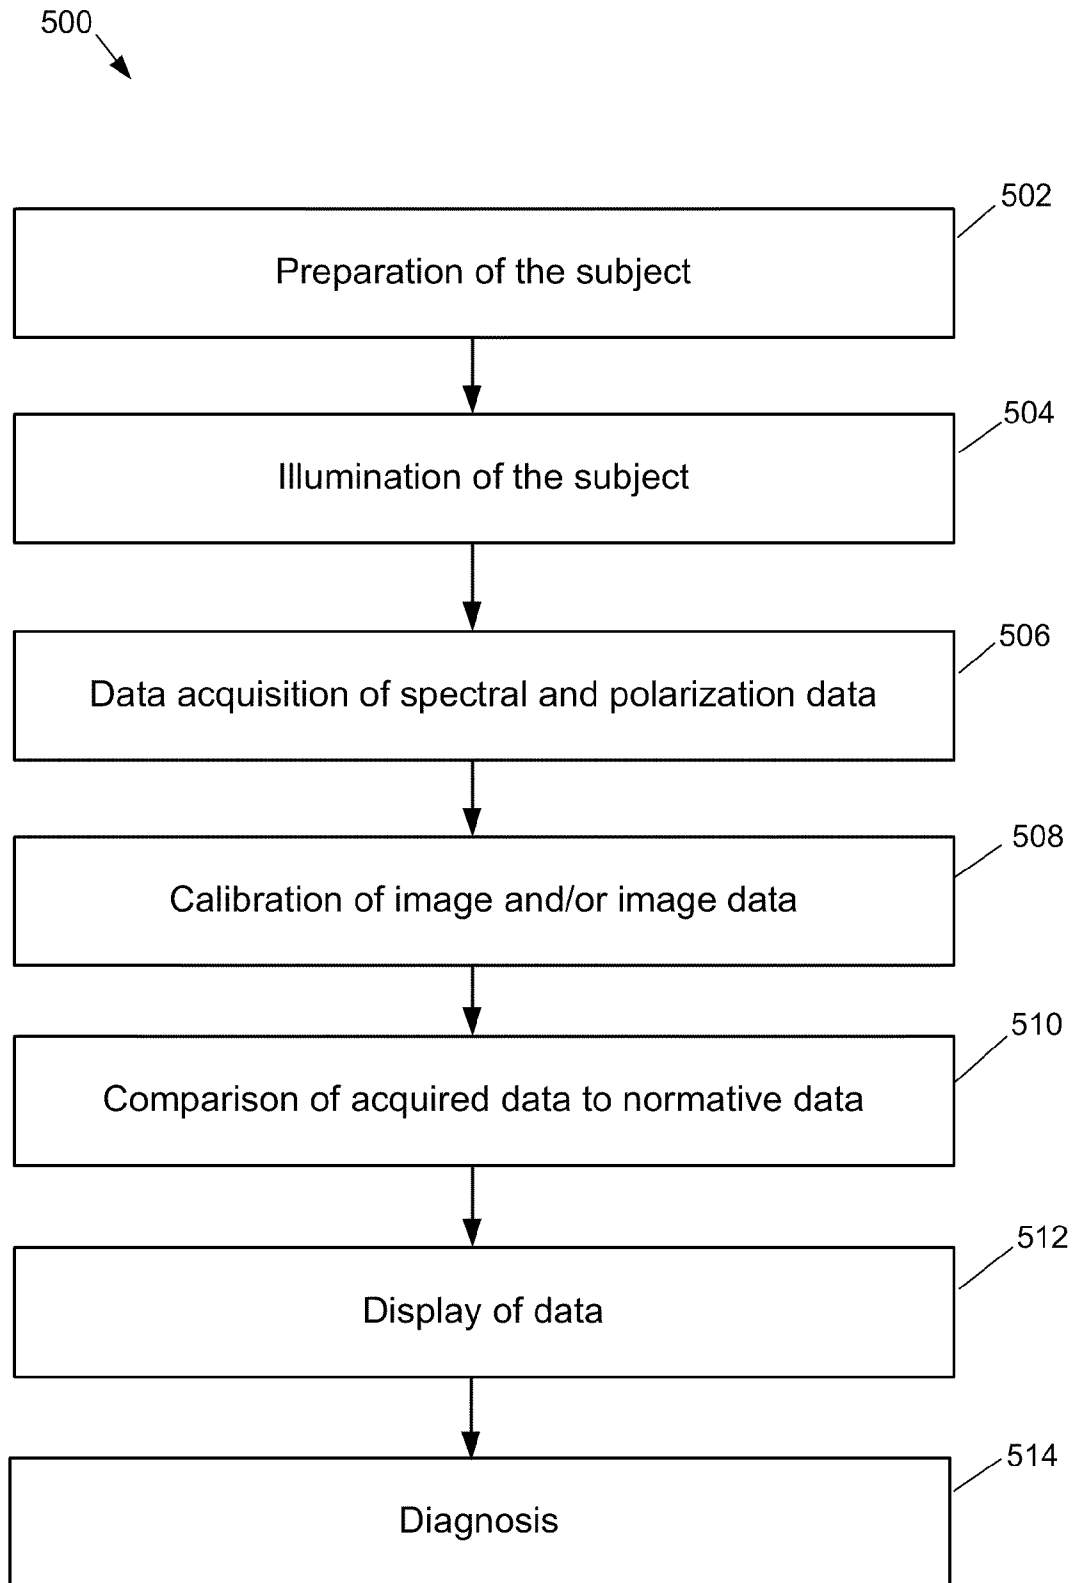 500
502
Preparation of the subject
504
Illumination of the subject
506
Data acquisition of spectral and polarization data
508
Calibration of image and/or image data
510
Comparison of acquired data to normative data
512
Display of data
514
Diagnosis